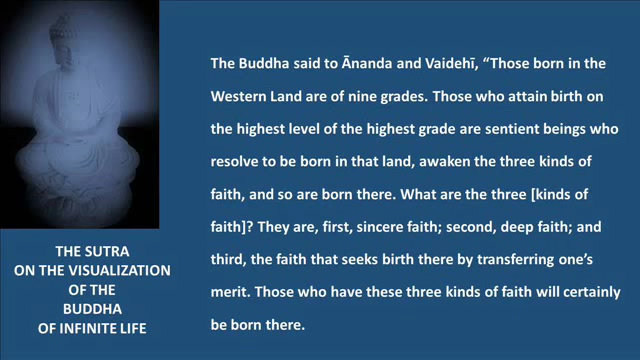 The Buddha said to Ānanda and Vaidehī, “Those born in the
Western Land are of nine grades. Those who attain birth on
the highest level of the highest grade are sentient beings who
resolve to be born in that land, awaken the three kinds of
faith, and so are born there. What are the three [kinds of
faith]? They are, first, sincere faith; second, deep faith; and
third, the faith that seeks birth there by transferring one’s
merit. Those who have these three kinds of faith will certainly
be born there.
THE SUTRA
ON THE VISUALIZATION
OF THE
BUDDHA
OF INFINITE LIFE